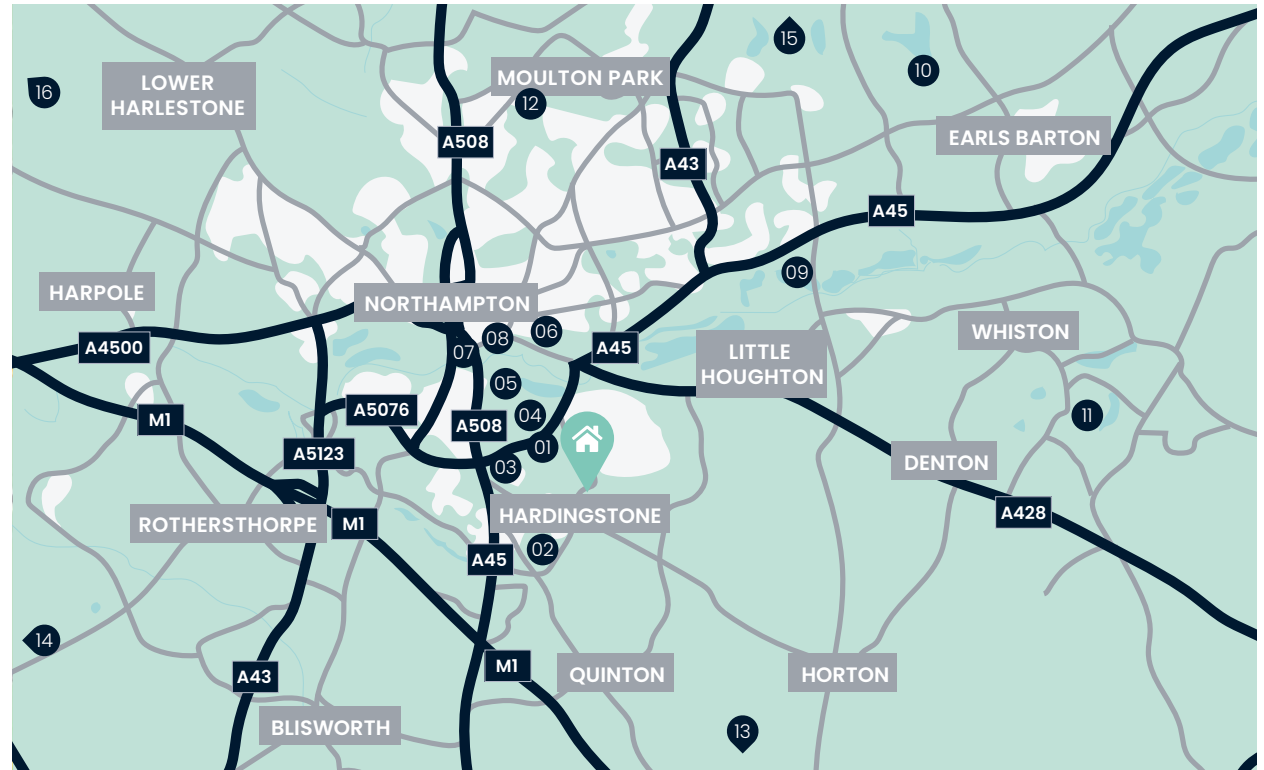 15
10
16
LOWER
HARLESTONE
MOULTON PARK
12
A508
EARLS BARTON
A43
A45
09
HARPOLE
NORTHAMPTON
08
06
WHISTON
A4500
07
A45
LITTLE
HOUGHTON
05
A5076
04
11
M1
A508
01
A5123
03
DENTON
ROTHERSTHORPE
M1
HARDINGSTONE
A428
02
A45
14
M1
QUINTON
HORTON
A43
BLISWORTH
13